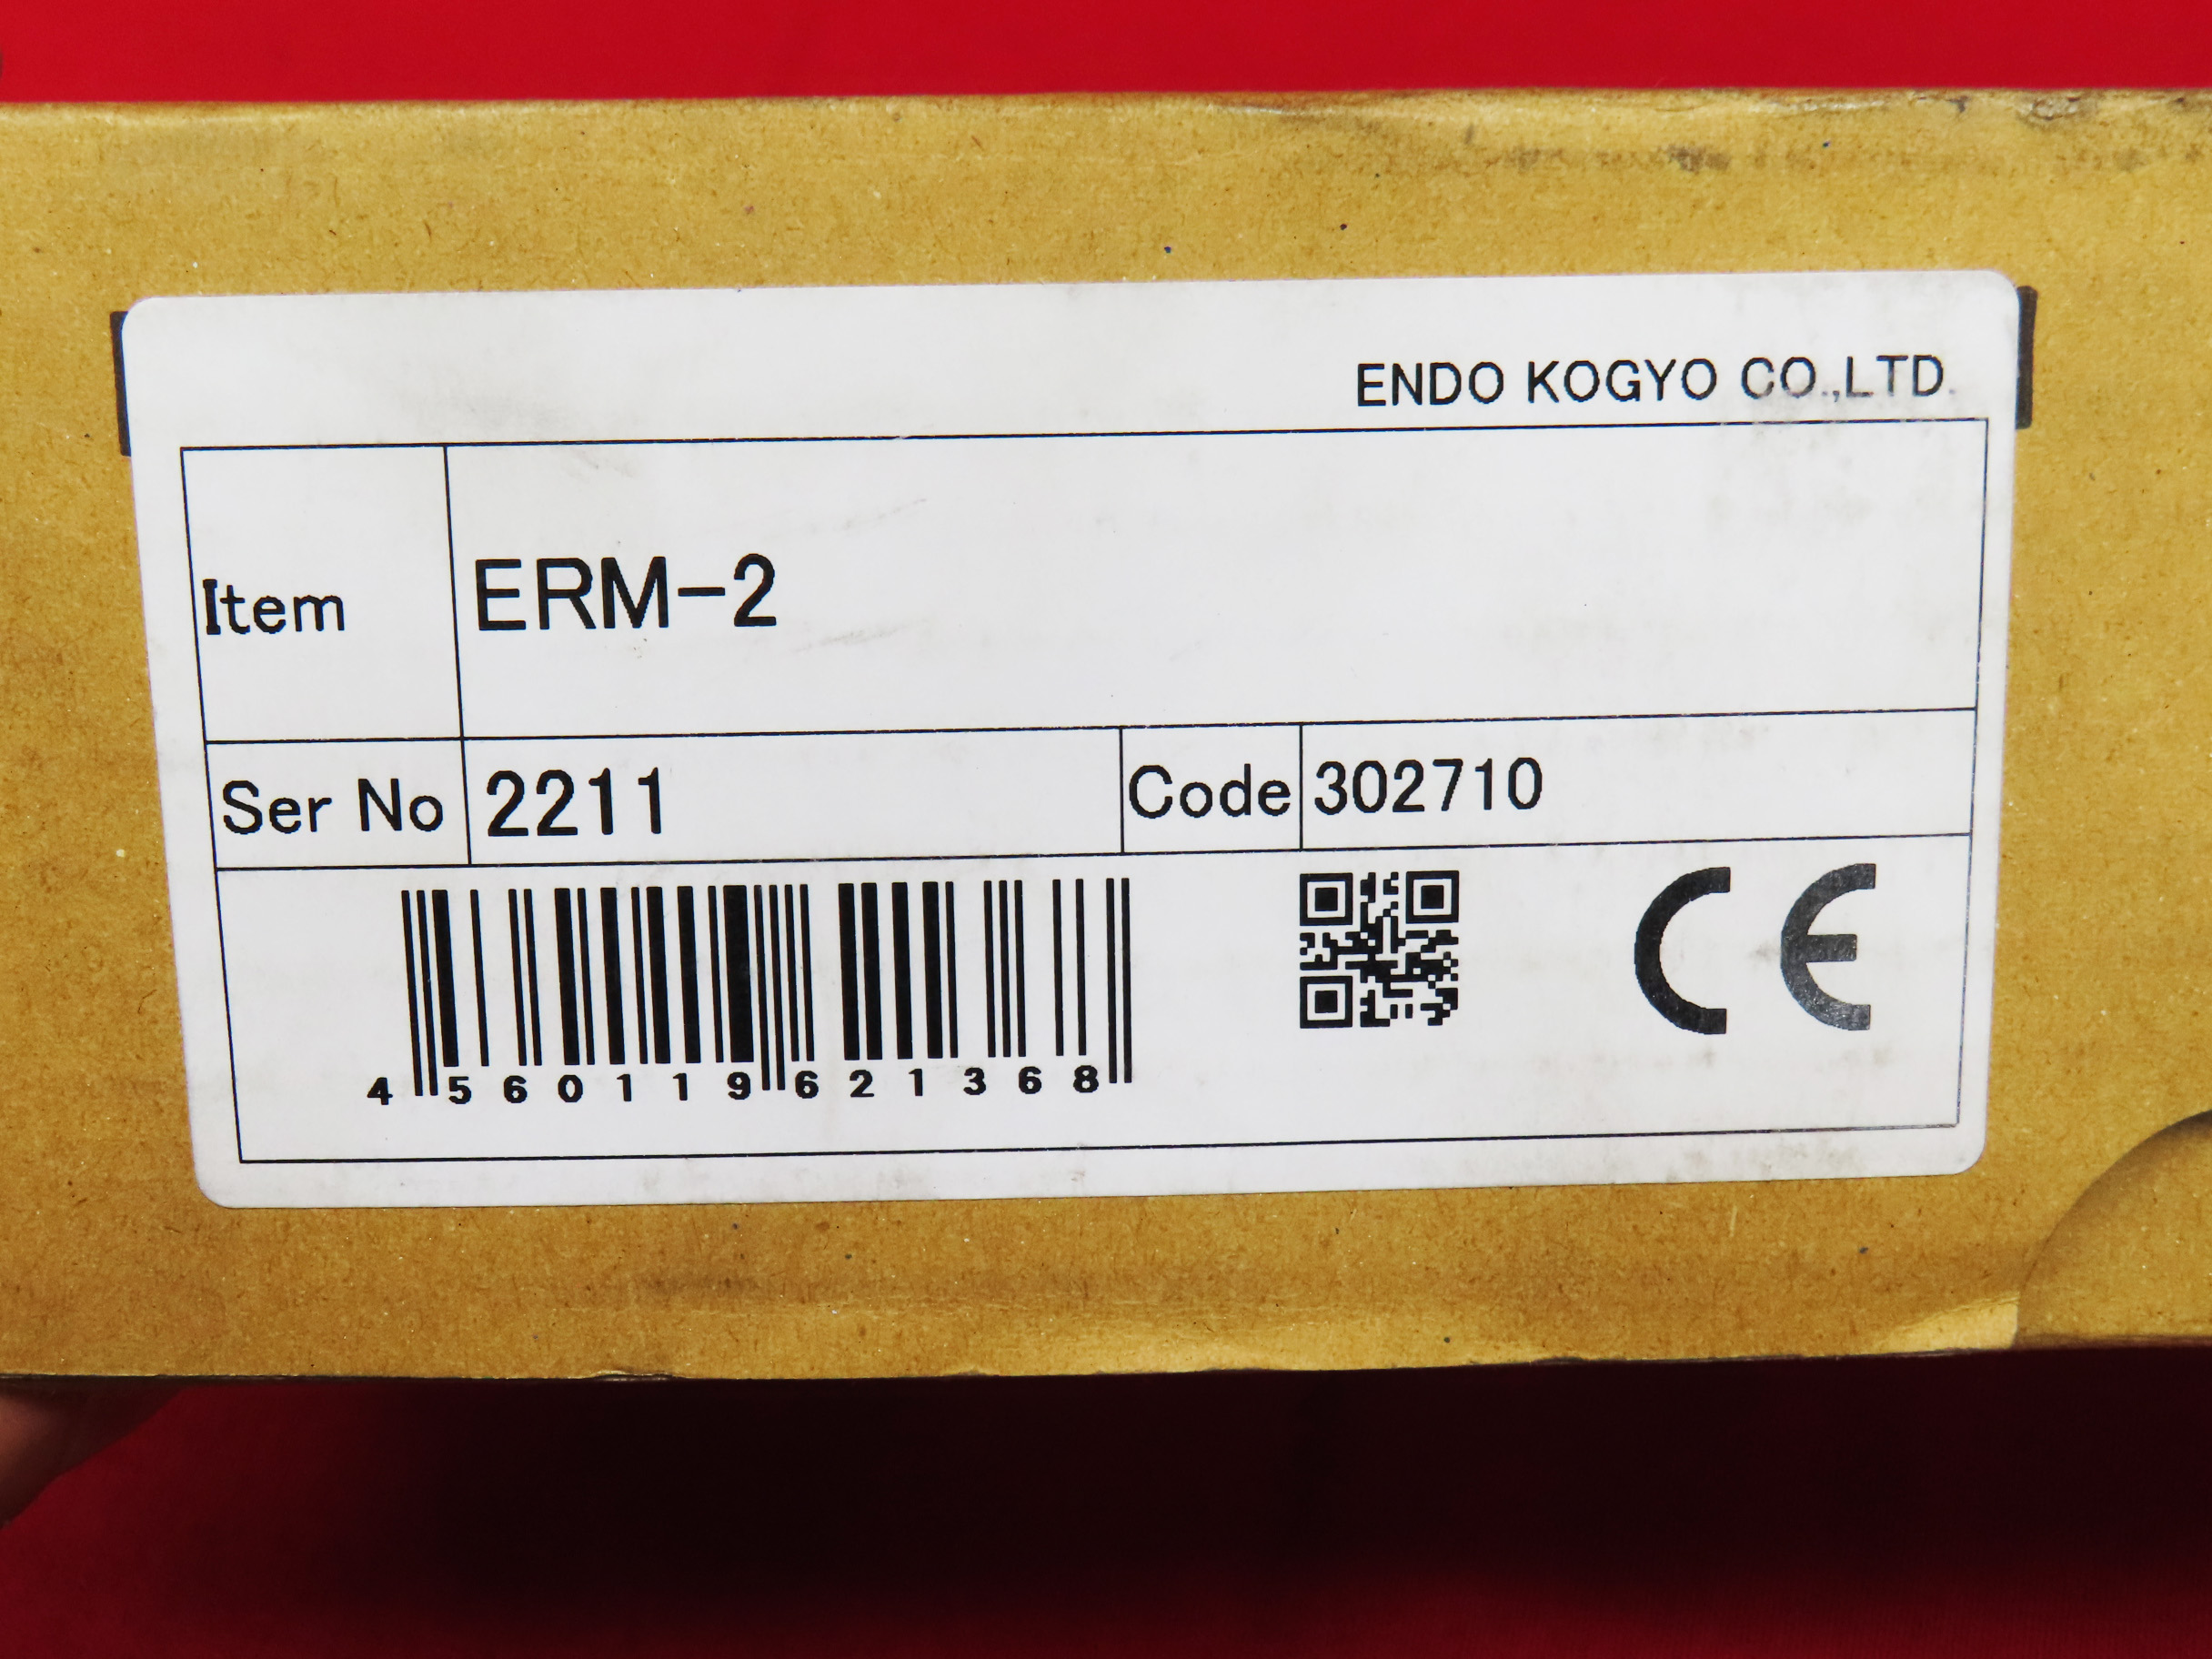 ENDO KOGYO CO.,LTD.
Item ERM-2
Ser No 2211 Code 302710
CE
4 560119 621368